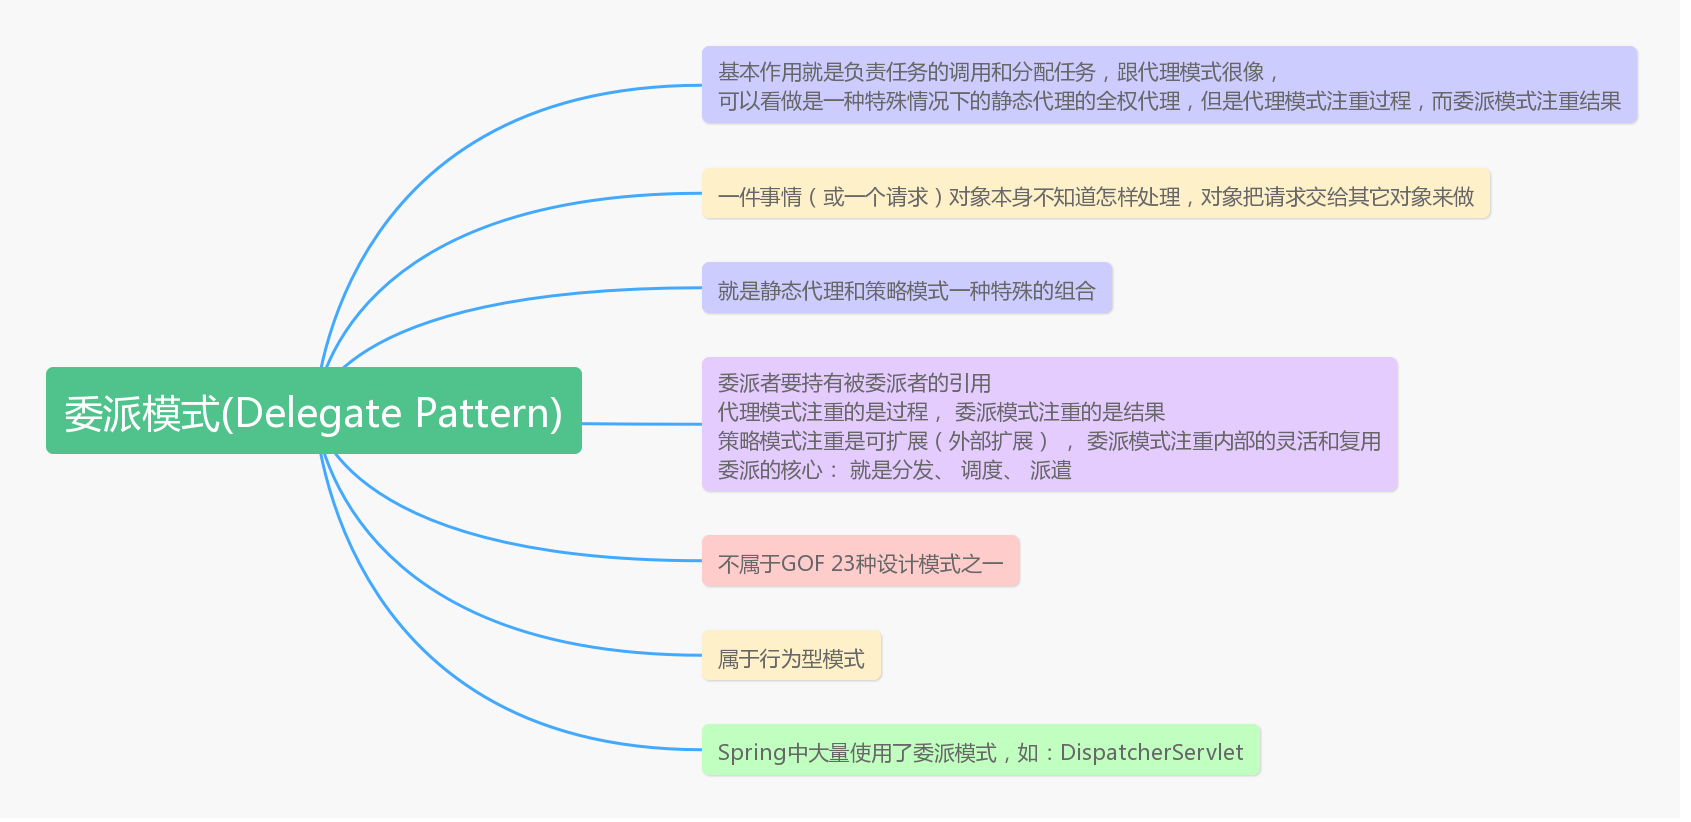 委派模式(Delegate Pattern)
基本作用就是负责任务的调用和分配任务，跟代理模式很像，
可以看做是一种特殊情况下的静态代理的全权代理，但是代理模式注重过程，而委派模式注重结果
一件事情（或一个请求）对象本身不知道怎样处理，对象把请求交给其它对象来做
就是静态代理和策略模式一种特殊的组合
委派者要持有被委派者的引用
代理模式注重的是过程， 委派模式注重的是结果
策略模式注重是可扩展（外部扩展） ， 委派模式注重内部的灵活和复用
委派的核心： 就是分发、 调度、 派遣
不属于GOF 23种设计模式之一
属于行为型模式
Spring中大量使用了委派模式，如：DispatcherServlet